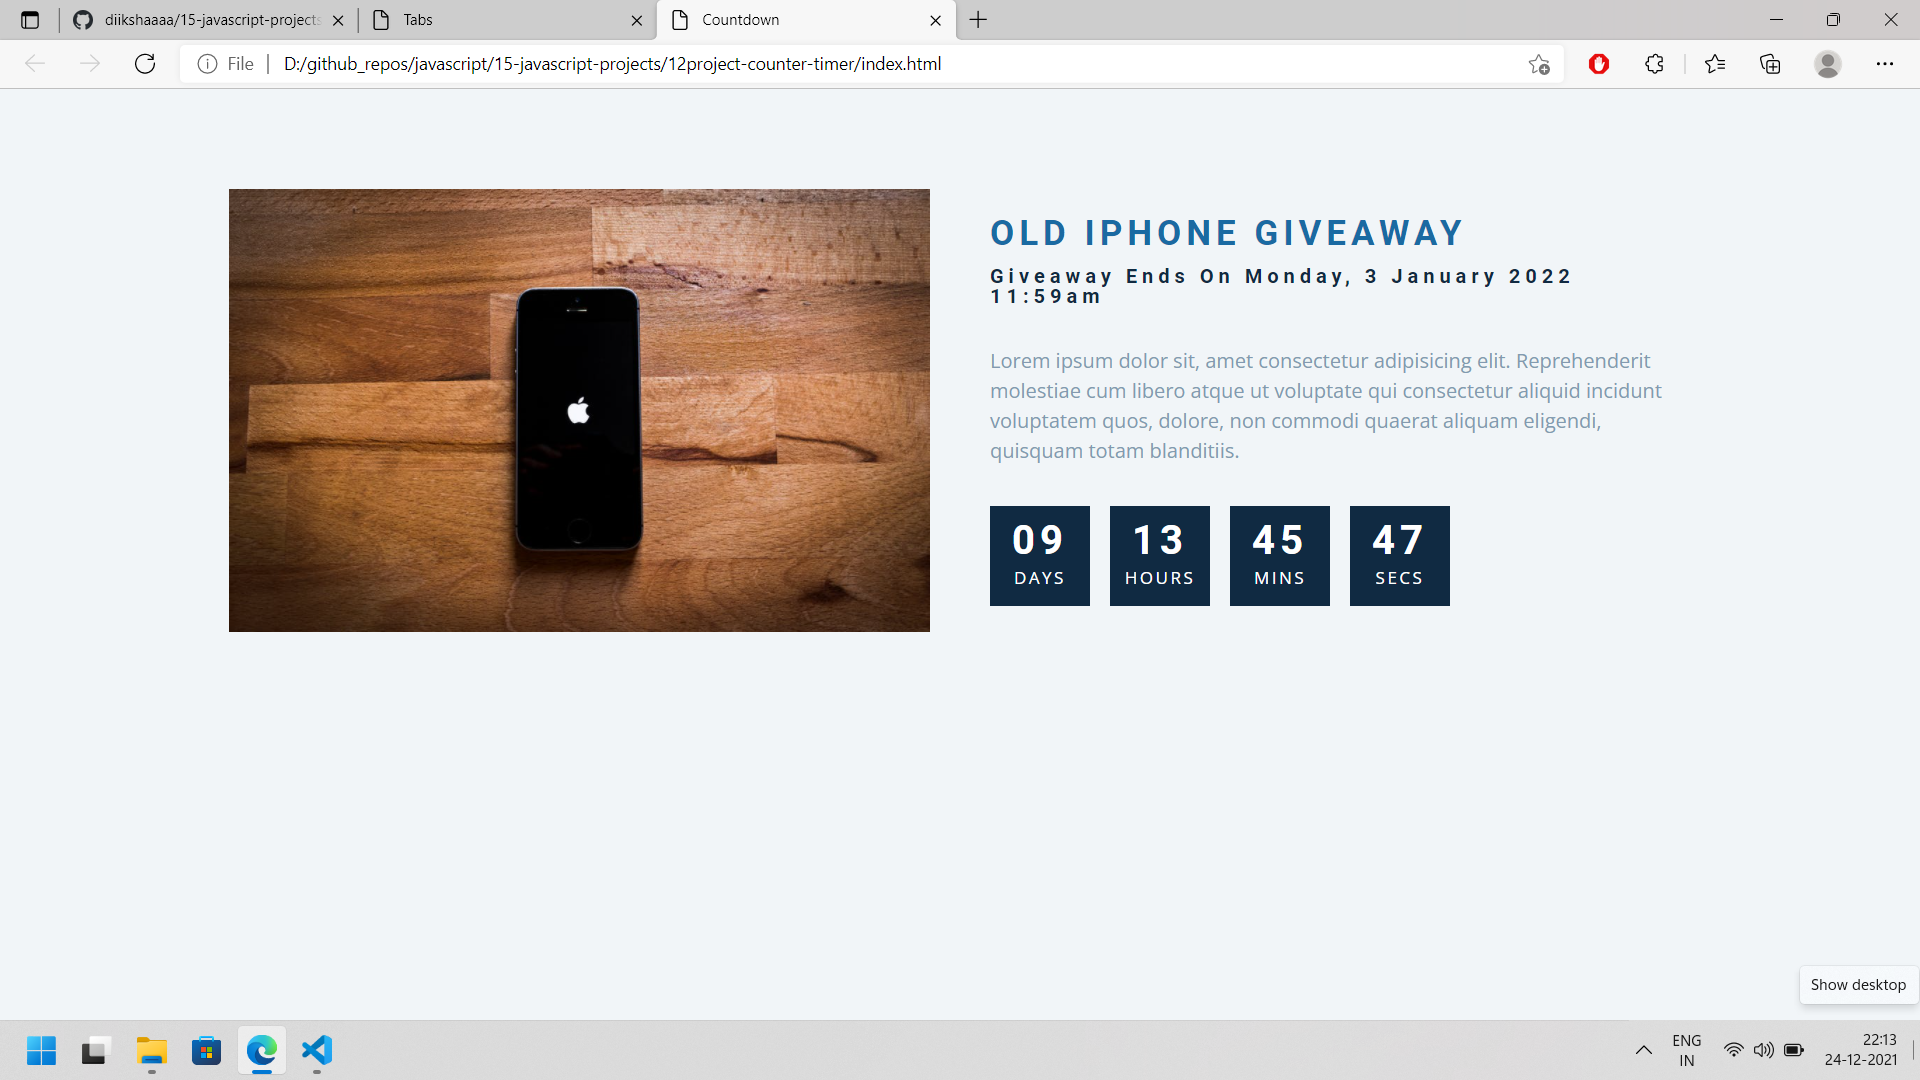 diikshaaaa/15-javascript-projects
Tabs
Countdown
File
D:/github_repos/javascript/15-javascript-projects/12project-counter-timer/index.html
OLD IPHONE GIVEAWAY
Giveaway Ends On Monday, 3 January 2022
11:59am
Lorem ipsum dolor sit, amet consectetur adipisicing elit. Reprehenderit
molestiae cum libero atque ut voluptate qui consectetur aliquid incidunt
voluptatem quos, dolore, non commodi quaerat aliquam eligendi,
quisquam totam blanditiis.
09 13 45 47
DAYS HOURS MINS SECS
Show desktop
ENG
IN
22:13
24-12-2021